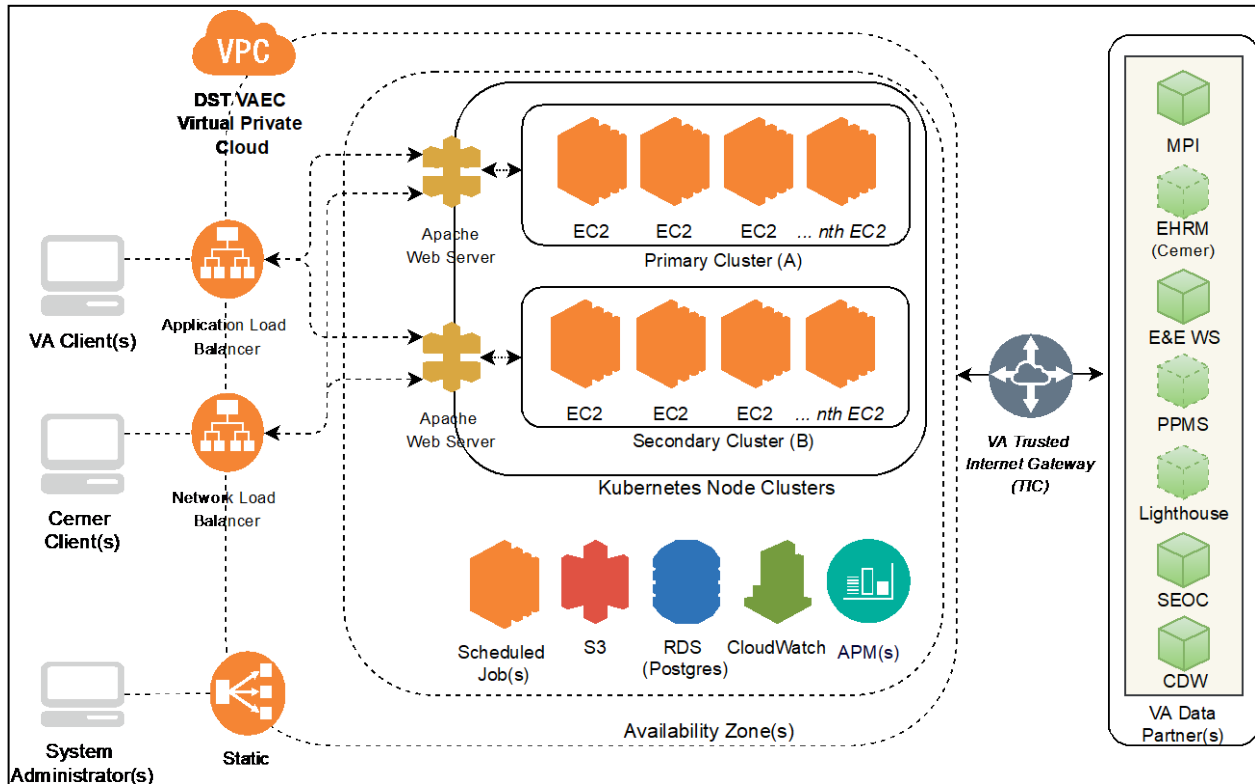 VPC
DST VAEC
Virtual Private
Cloud
VA Client(s)
Application Load
Balancer
Cerner
Client(s)
Network Load
Balancer
System
Administrator(s)
Static
Apache
Web Server
EC2 EC2 EC2 ... nth EC2
Primary Cluster (A)
Apache
Web Server
EC2 EC2 EC2 ... nth EC2
Secondary Cluster (B)
Kubernetes Node Clusters
Scheduled
Job(s)
S3
RDS
(Postgres)
CloudWatch
APM(s)
Availability Zone(s)
VA Trusted
Internet Gateway
(TIC)
MPI
EHRM
(Cerner)
E&E WS
PPMS
Lighthouse
SEOC
CDW
VA Data
Partner(s)